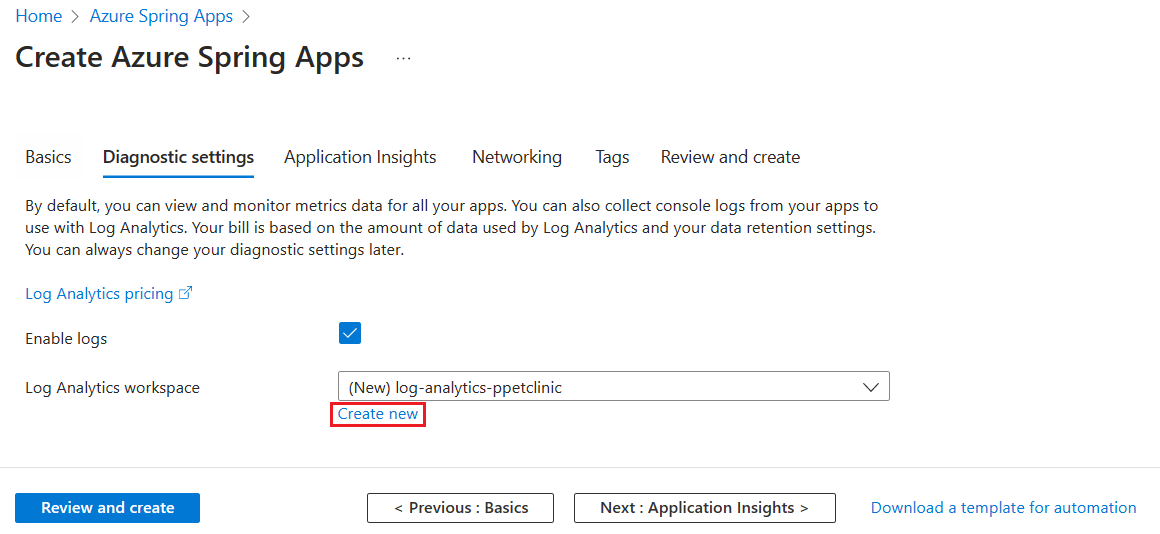 Home > Azure Spring Apps >
Create Azure Spring Apps ...
Basics Diagnostic settings Application Insights Networking Tags Review and create
By default, you can view and monitor metrics data for all your apps. You can also collect console logs from your apps to
use with Log Analytics. Your bill is based on the amount of data used by Log Analytics and your data retention settings.
You can always change your diagnostic settings later.
Log Analytics pricing
Enable logs
Log Analytics workspace (New) log-analytics-ppetclinic
Create new
Review and create < Previous : Basics Next : Application Insights > Download a template for automation